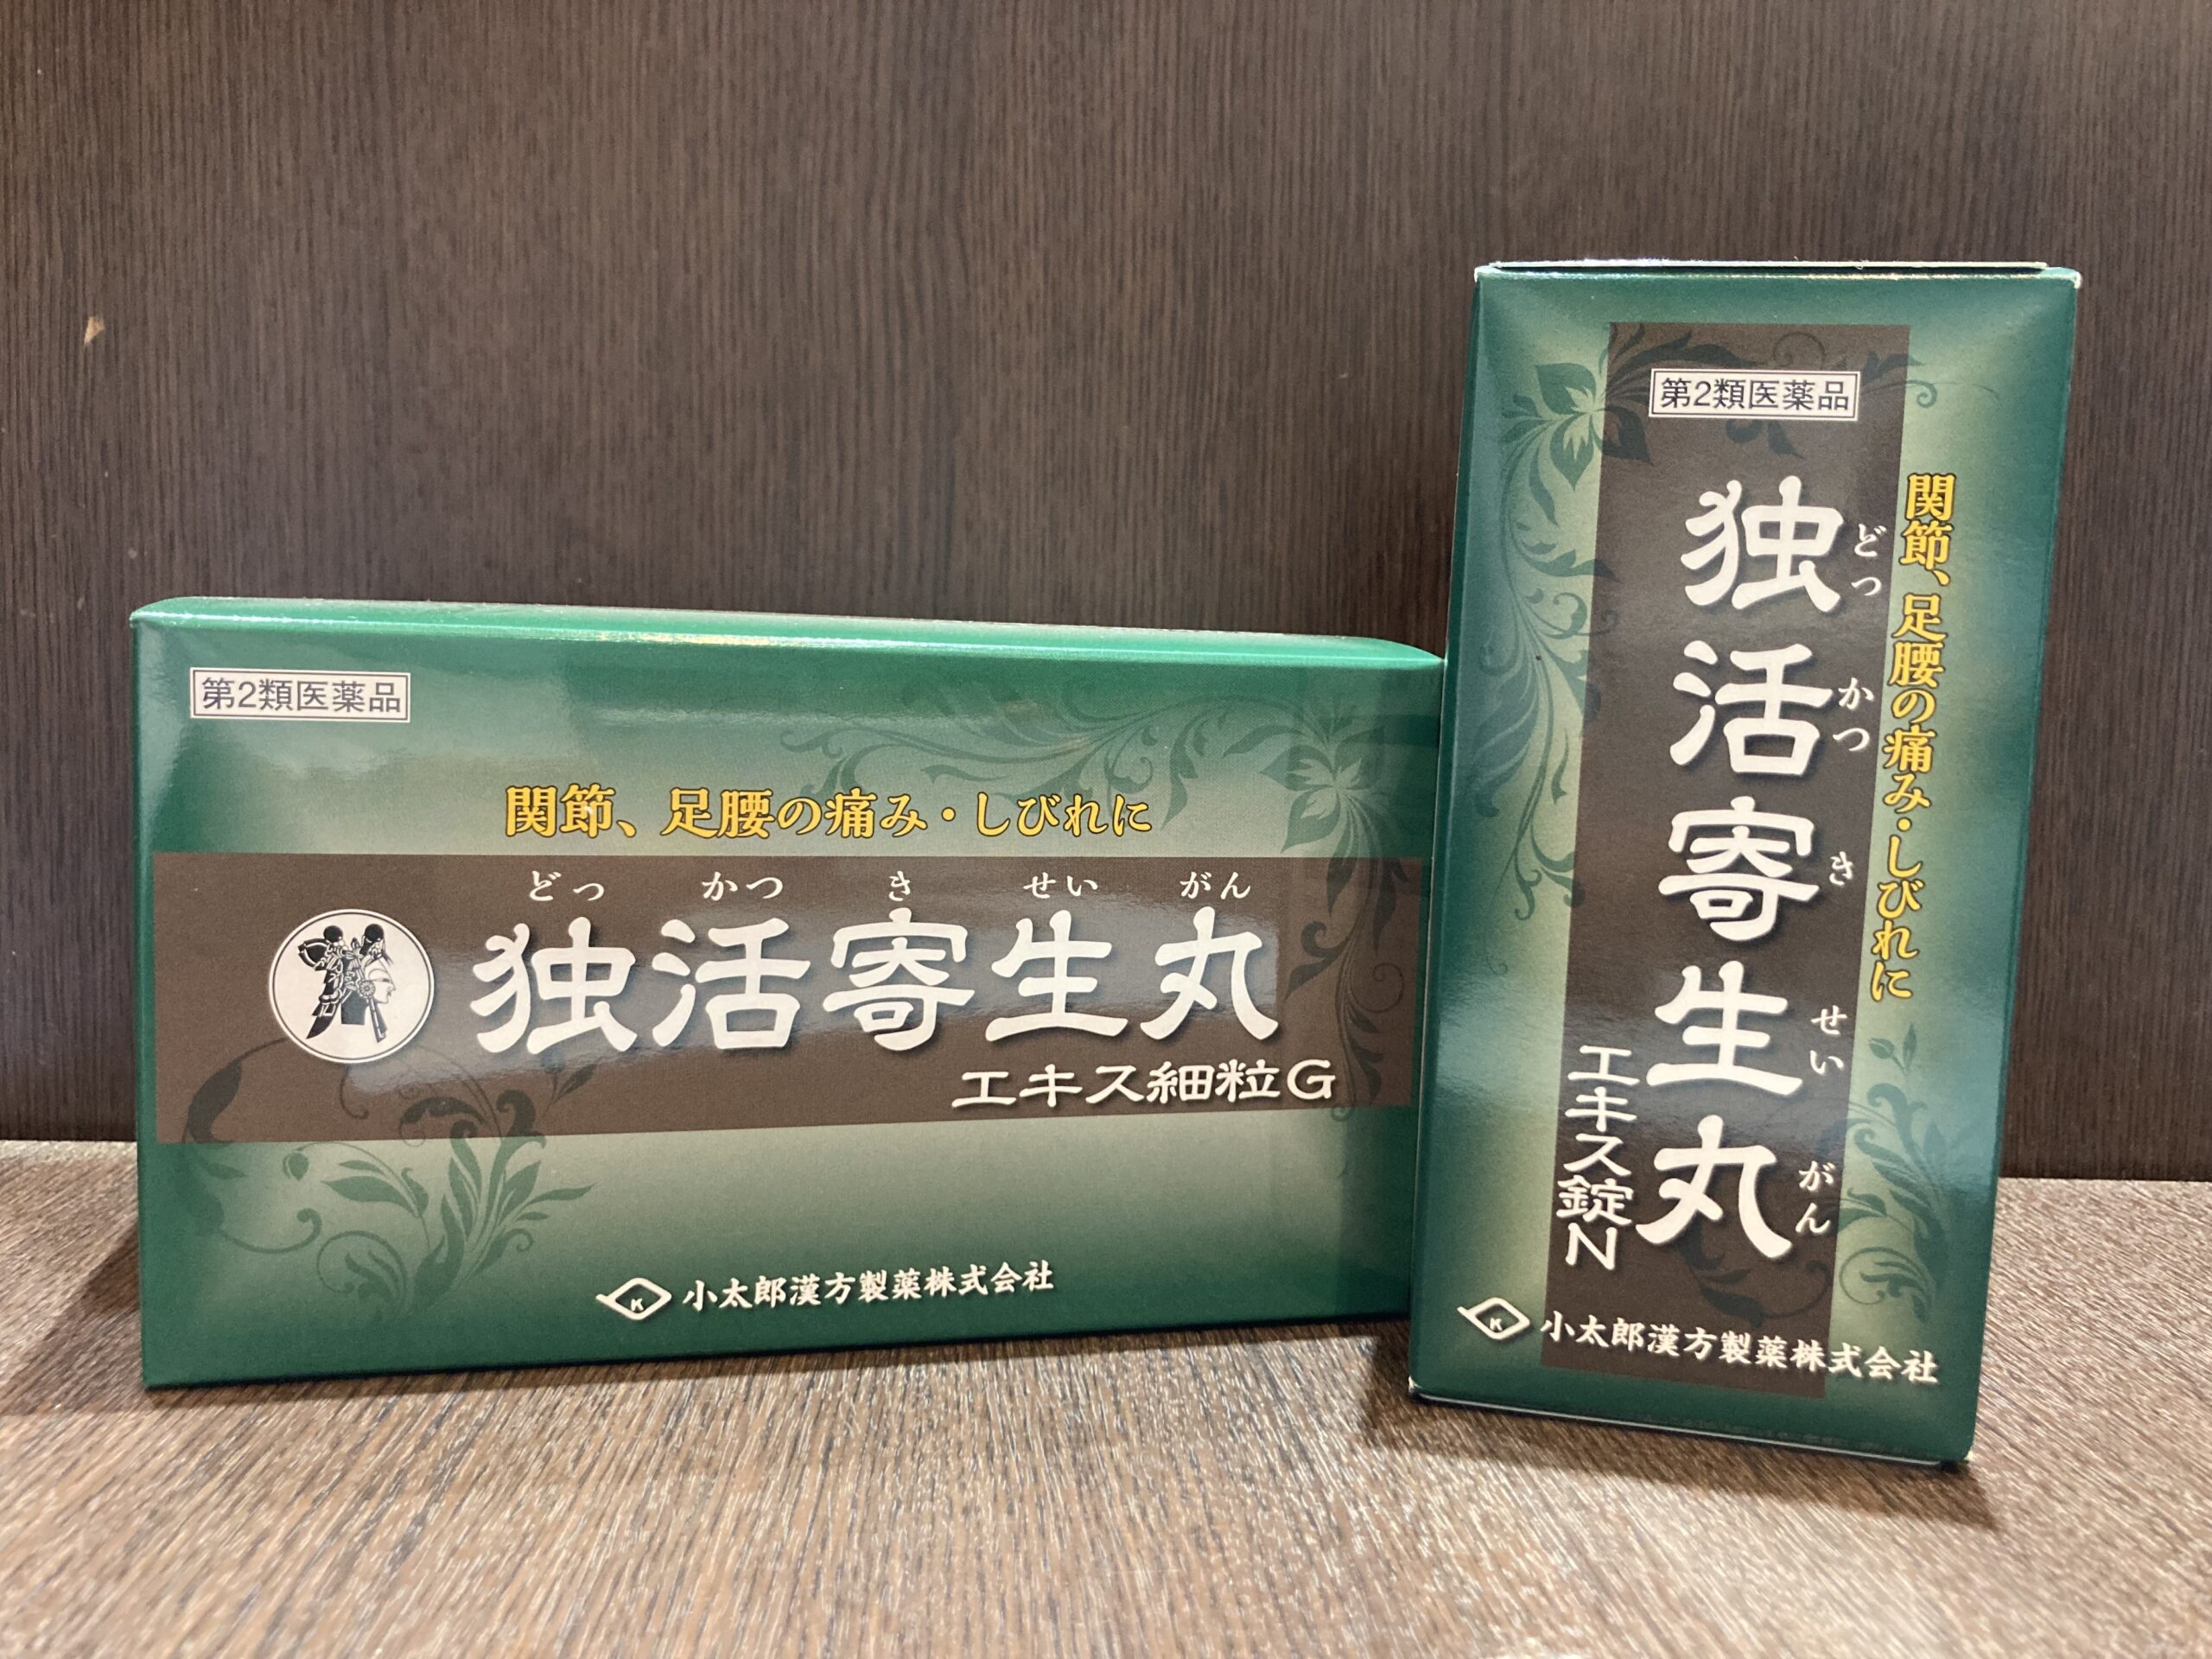 第2類医薬品
関節、足腰の痛み・しびれに
どっ かつ き せい がん
独活寄生丸
エキス細粒G
K 小太郎漢方製薬株式会社
第2類医薬品
関節、足腰の痛み・しびれに
どっ かつ き せい がん
独活寄生丸
エキス錠N
K 小太郎漢方製薬株式会社